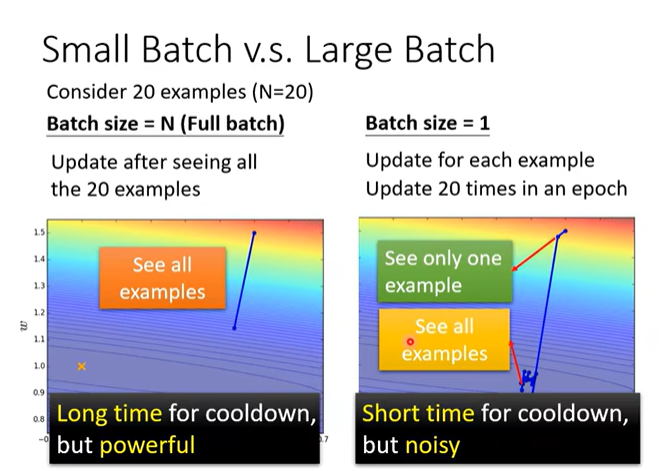 Small Batch v.s. Large Batch
Consider 20 examples (N=20)
Batch size = N (Full batch)
Update after seeing all
the 20 examples
Batch size = 1
Update for each example
Update 20 times in an epoch
1.5
1.4
1.3
1.2
1.1
1.0
0.9
0.8
w
See all
examples
Long time for cooldown,
but powerful
−0
0.7
See only one
example
See all
examples
Short time for cooldown,
but noisy